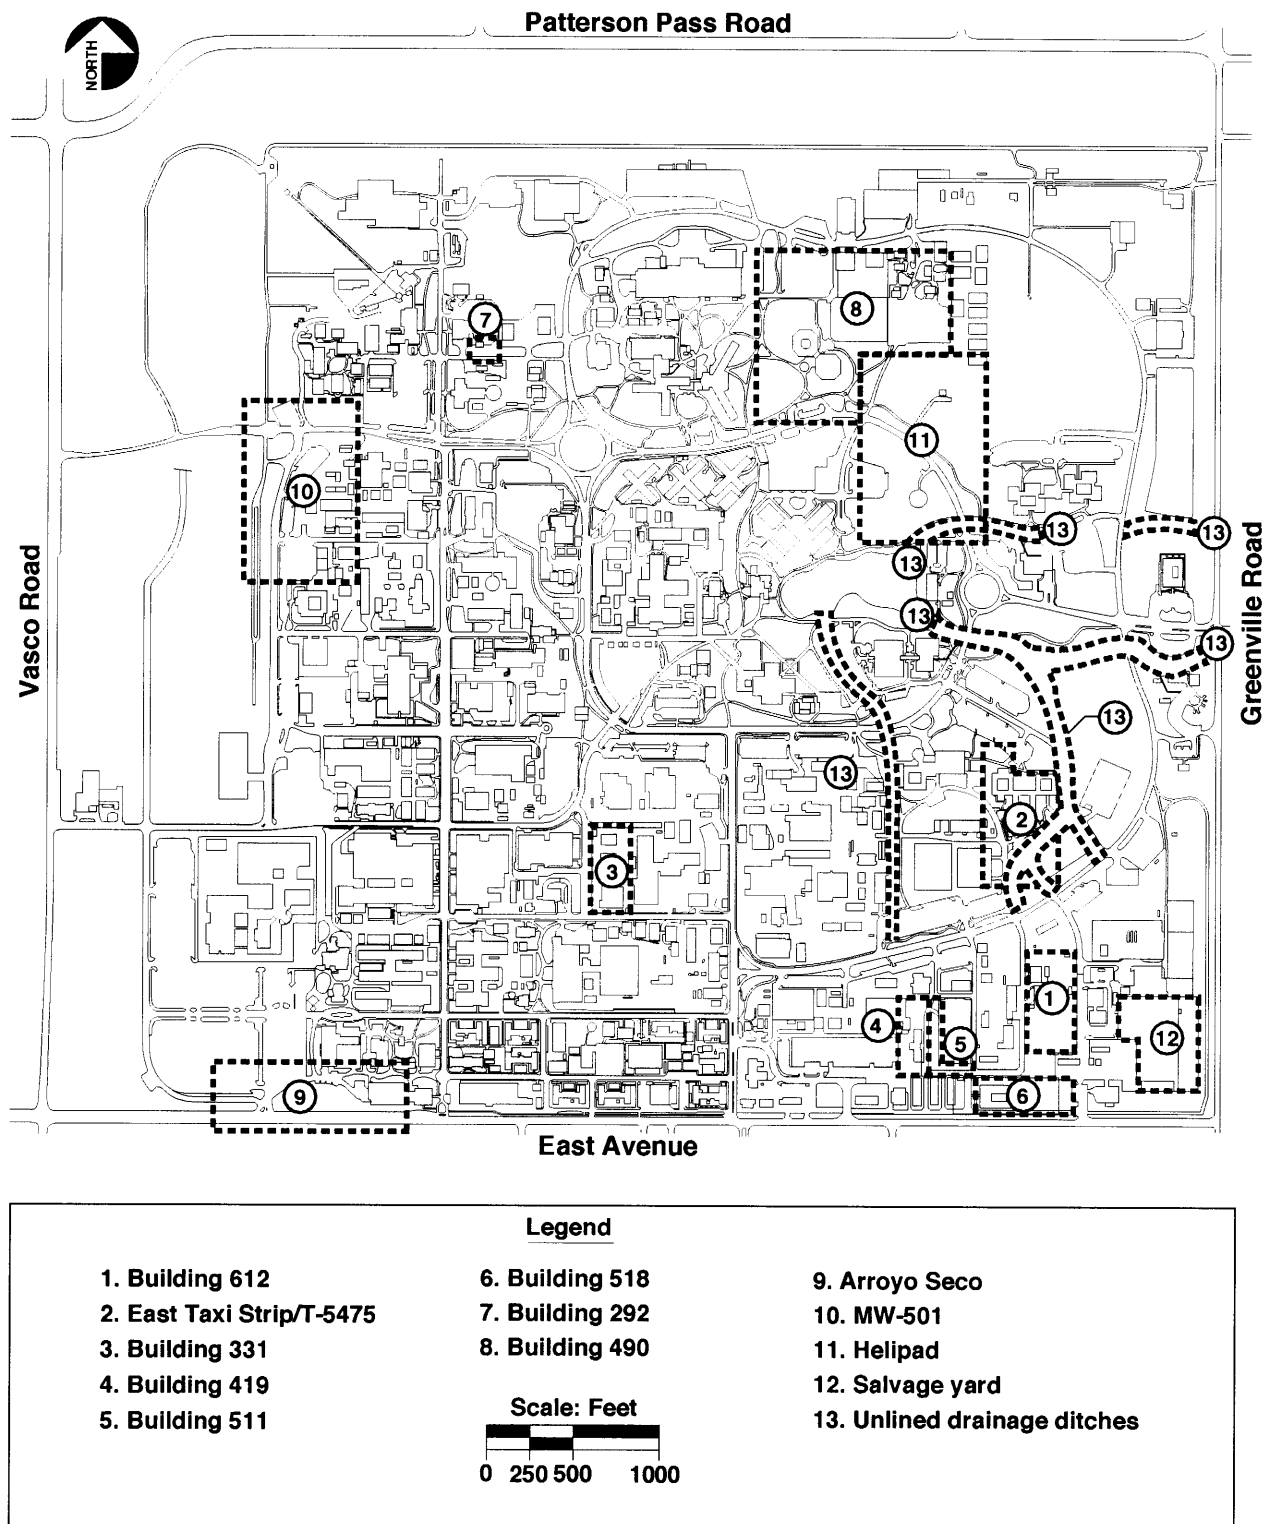 Patterson Pass Road
NORTH
8
7
11
10
13
13
13
13
13
Vasco Road
Greenville Road
13
13
2
3
1
4
5
12
6
9
East Avenue
Legend
1. Building 612
2. East Taxi Strip/T-5475
3. Building 331
4. Building 419
5. Building 511
6. Building 518
7. Building 292
8. Building 490
Scale: Feet
0 250 500 1000
9. Arroyo Seco
10. MW-501
11. Helipad
12. Salvage yard
13. Unlined drainage ditches